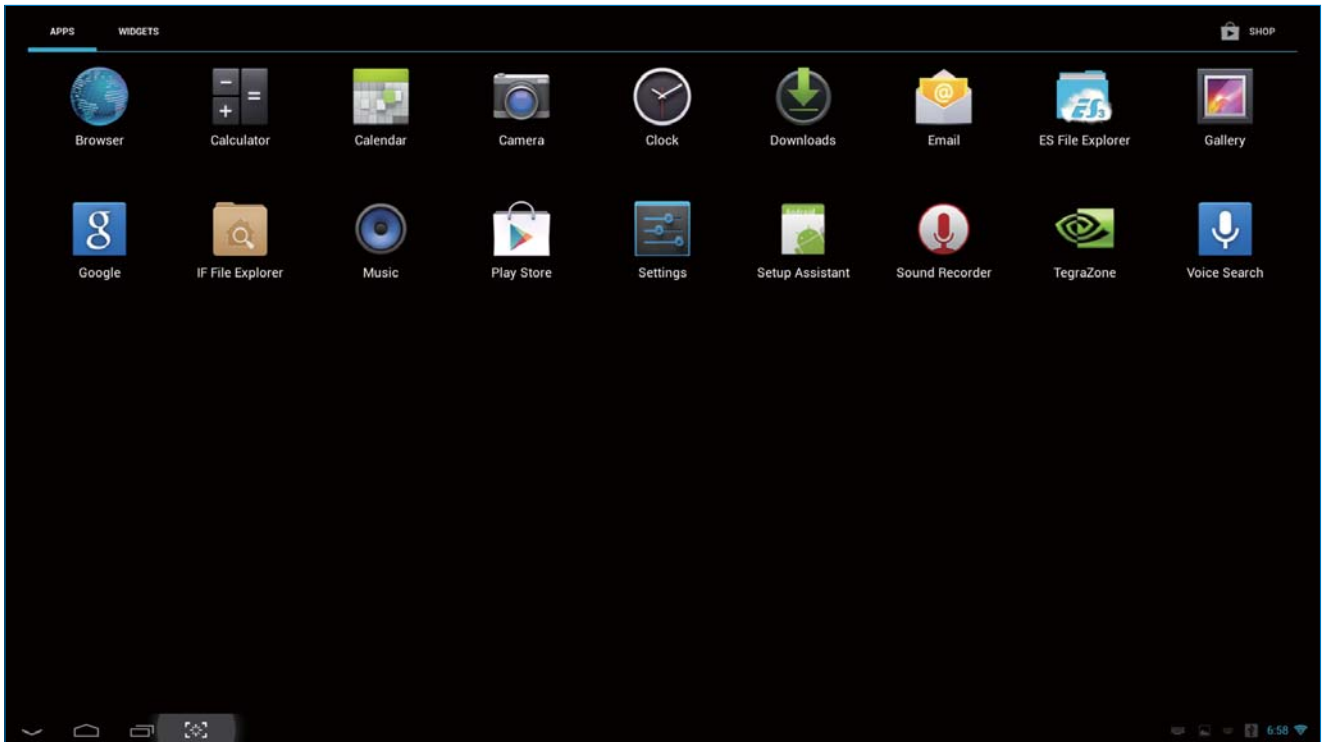 APPS WIDGETS SHOP
Browser Calculator Calendar Camera Clock Downloads Email ES File Explorer Gallery
Google IF File Explorer Music Play Store Settings Setup Assistant Sound Recorder TegraZone Voice Search
6:58